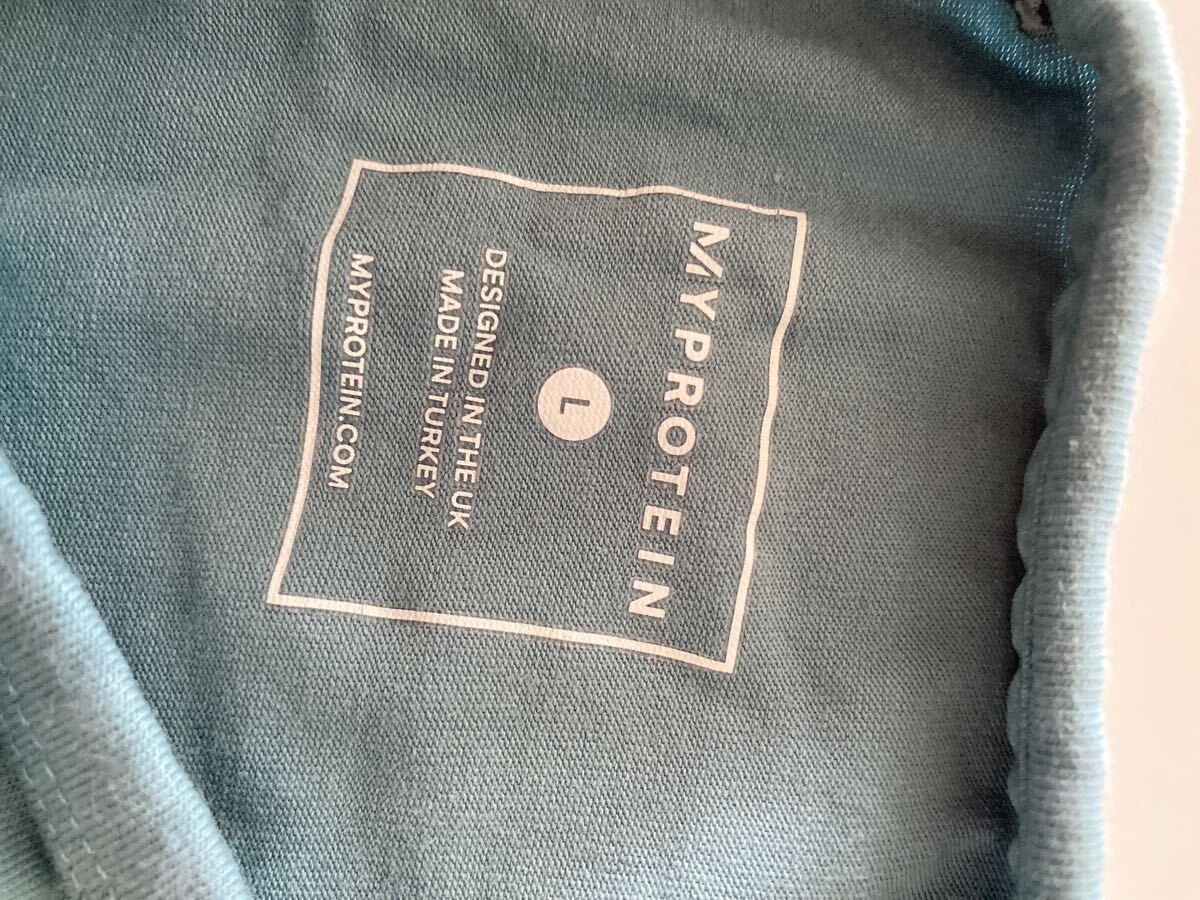 MYPROTEIN
L
DESIGNED IN THE UK
MADE IN TURKEY
MYPROTEIN.COM